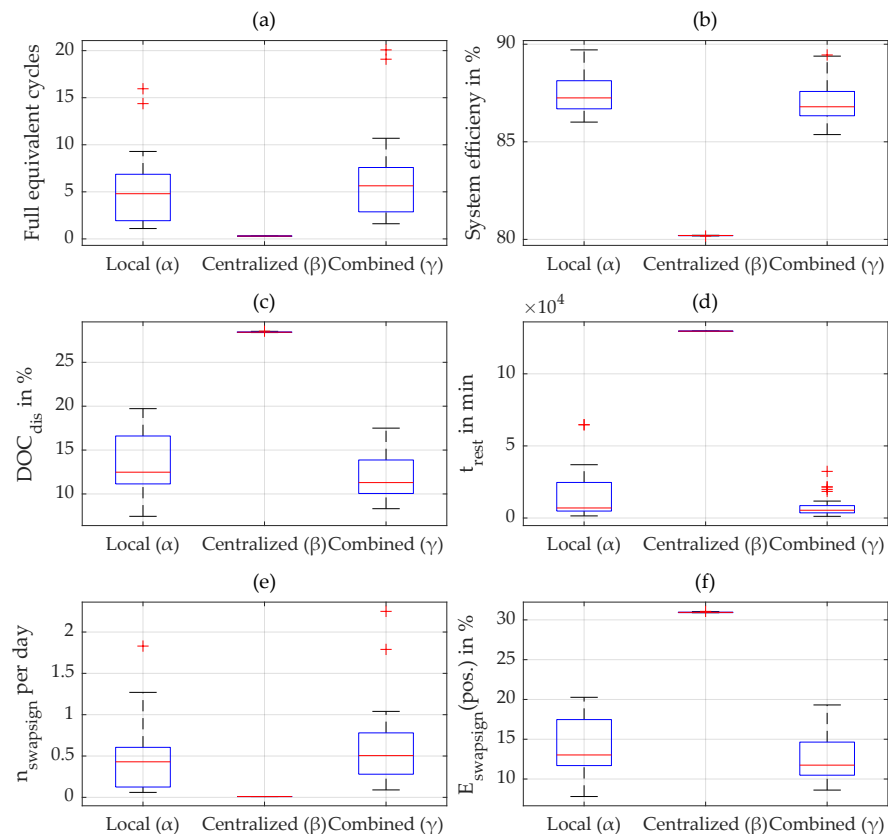 (a)
Full equivalent cycles
20
15
10
5
0
Local (α) Centralized (β) Combined (γ)
(b)
System efficieny in %
90
85
80
Local (α) Centralized (β) Combined (γ)
(c)
DOC_dis in %
25
20
15
10
Local (α) Centralized (β) Combined (γ)
(d)
×10^4
t_rest in min
10
5
0
Local (α) Centralized (β) Combined (γ)
(e)
n_swapsign per day
2
1.5
1
0.5
0
Local (α) Centralized (β) Combined (γ)
(f)
E_swapsign(pos.) in %
30
25
20
15
10
Local (α) Centralized (β) Combined (γ)